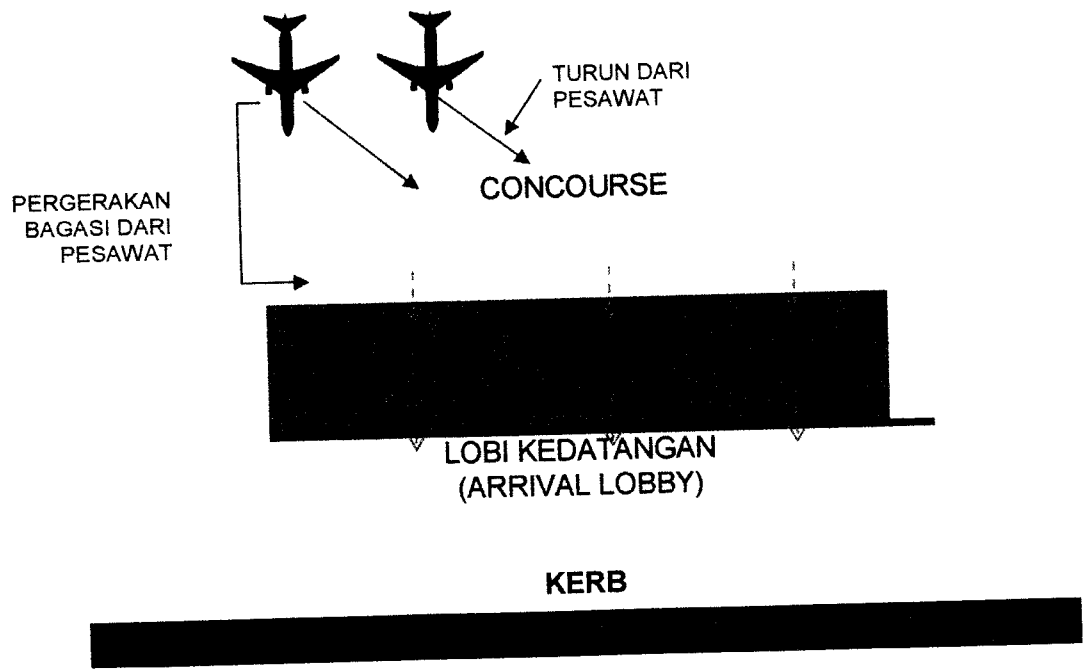 TURUN DARI
PESAWAT
CONCOURSE
PERGERAKAN
BAGASI DARI
PESAWAT
LOBI KEDATANGAN
(ARRIVAL LOBBY)
KERB